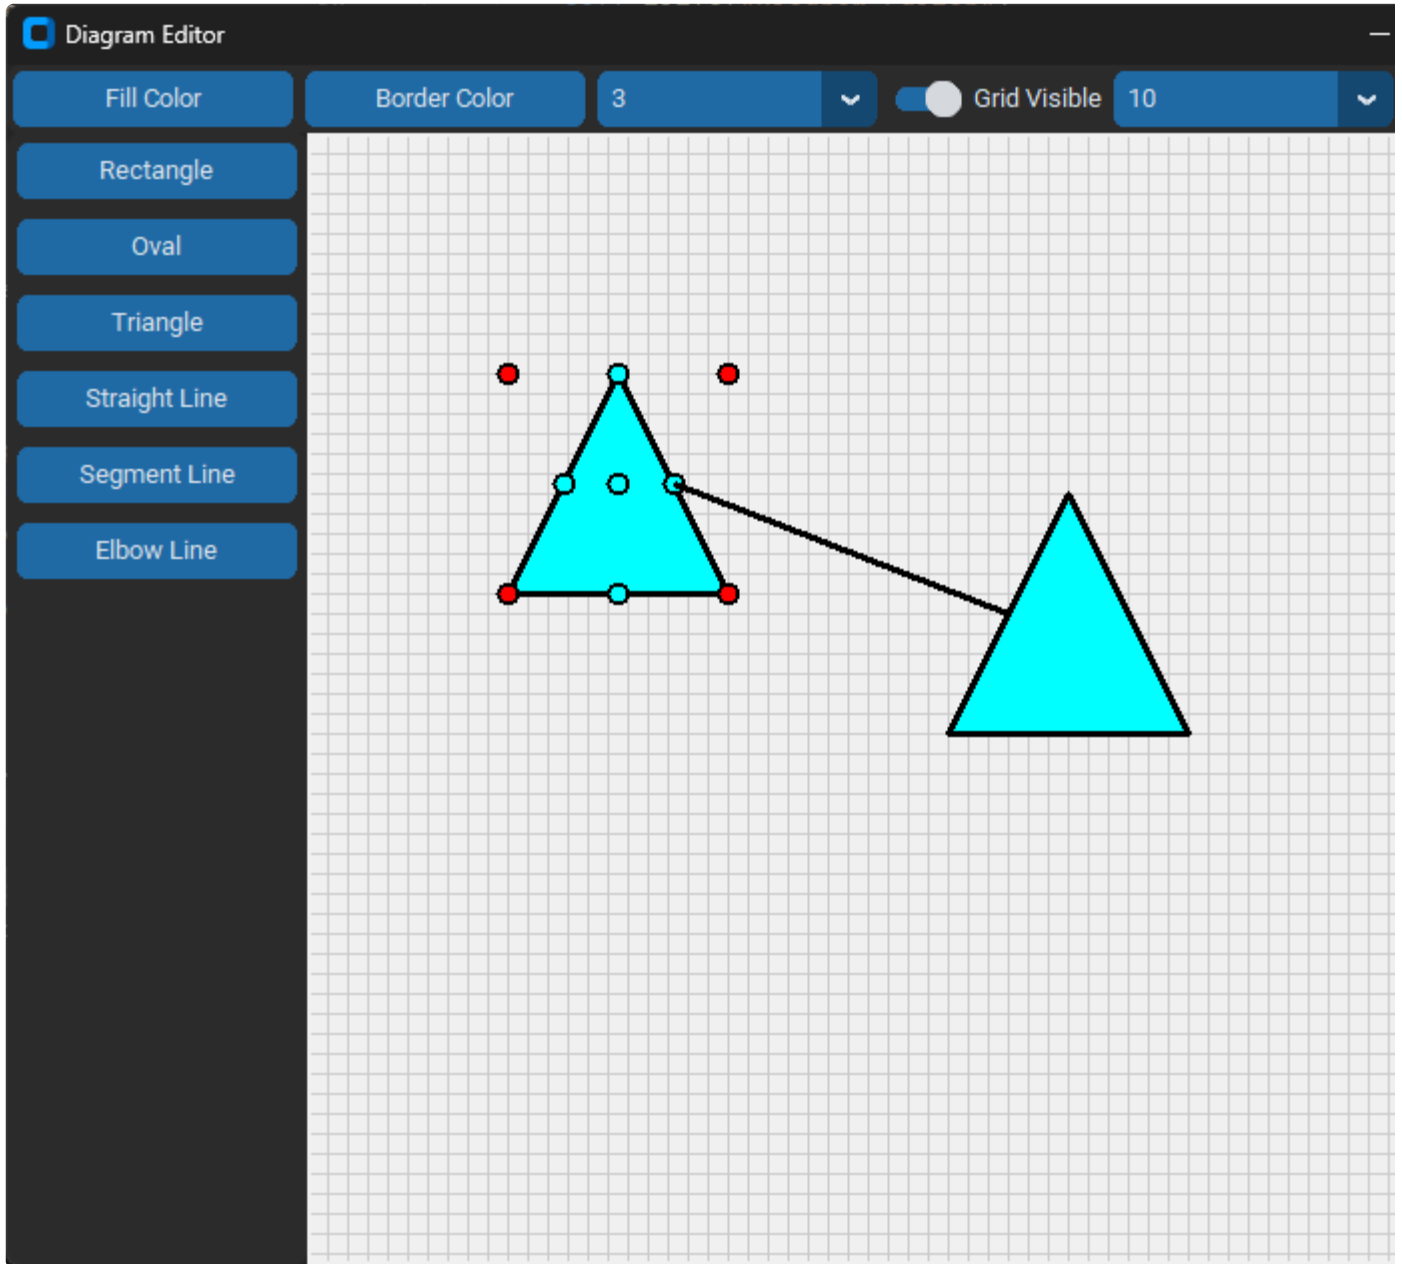 Diagram Editor
Fill Color Border Color 3 Grid Visible 10
Rectangle
Oval
Triangle
Straight Line
Segment Line
Elbow Line